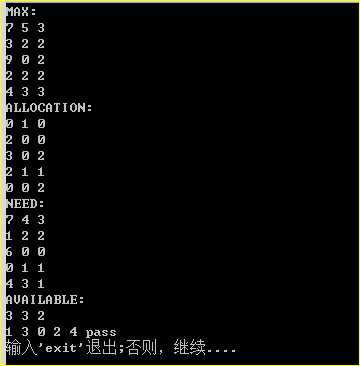 MAX:
7 5 3
3 2 2
9 0 2
2 2 2
4 3 3
ALLOCATION:
0 1 0
2 0 0
3 0 2
2 1 1
0 0 2
NEED:
7 4 3
1 2 2
6 0 0
0 1 1
4 3 1
AVAILABLE:
3 3 2
1 3 0 2 4 pass
输入'exit'退出;否则，继续....